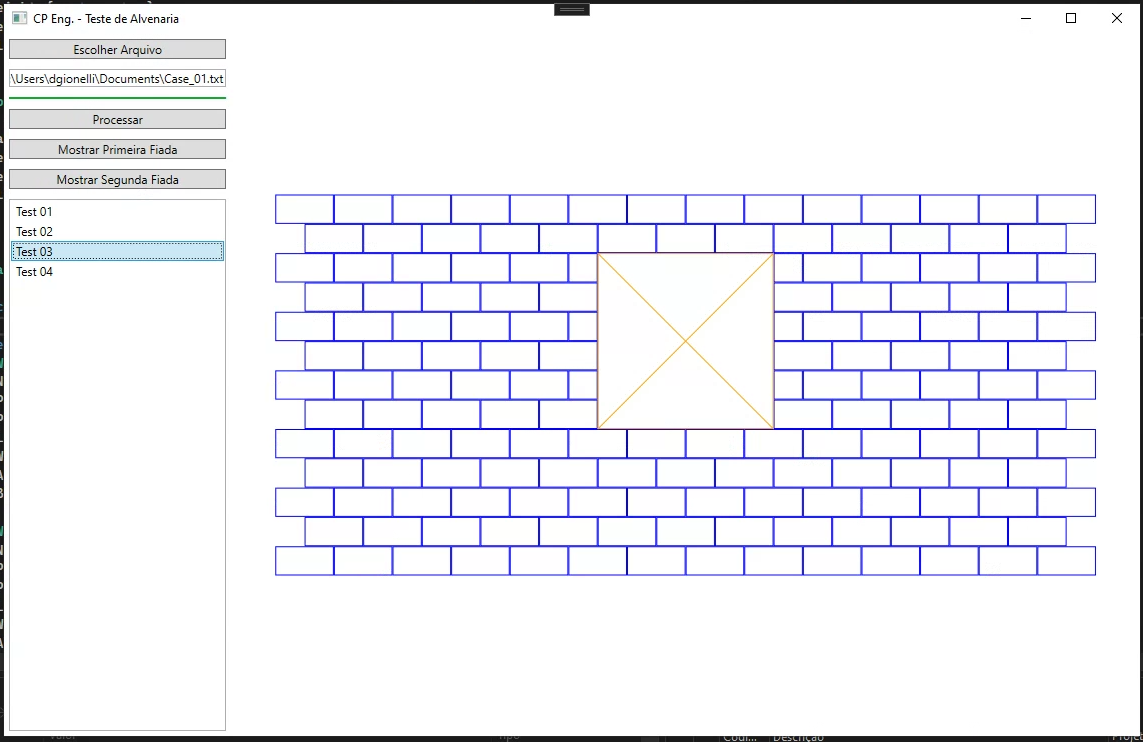 CP Eng. - Teste de Alvenaria
Escolher Arquivo
\Users\dgionelli\Documents\Case_01.txt
Processar
Mostrar Primeira Fiada
Mostrar Segunda Fiada
Test 01
Test 02
Test 03
Test 04